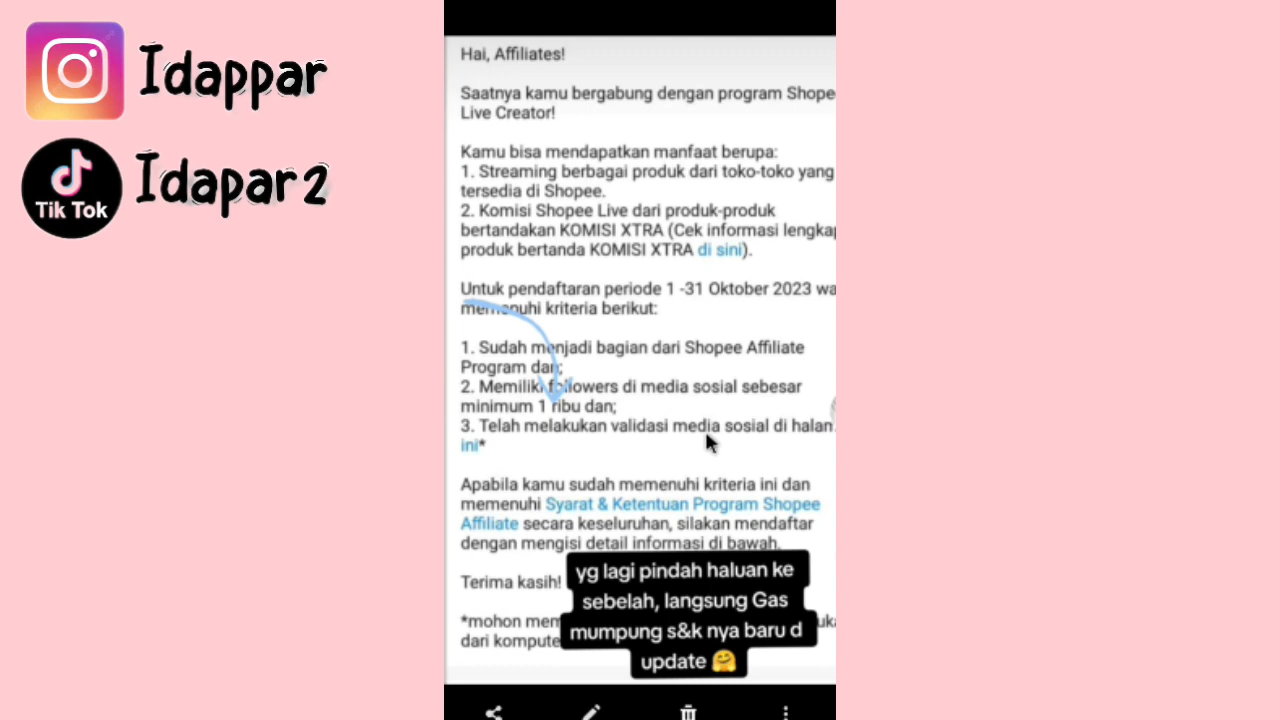 Idappar
Tik Tok
Idapar2
Hai, Affiliates!
Saatnya kamu bergabung dengan program Shope
Live Creator!
Kamu bisa mendapatkan manfaat berupa:
1. Streaming berbagai produk dari toko-toko yang
tersedia di Shopee.
2. Komisi Shopee Live dari produk-produk
bertandakan KOMISI XTRA (Cek informasi lengkap
produk bertanda KOMISI XTRA di sini).
Untuk pendaftaran periode 1 -31 Oktober 2023 wa
memenuhi kriteria berikut:
1. Sudah menjadi bagian dari Shopee Affiliate
Program dan;
2. Memiliki followers di media sosial sebesar
minimum 1 ribu dan;
3. Telah melakukan validasi media sosial di halan
ini*
Apabila kamu sudah memenuhi kriteria ini dan
memenuhi Syarat & Ketentuan Program Shopee
Affiliate secara keseluruhan, silakan mendaftar
dengan mengisi detail informasi di bawah.
Terima kasih!
*mohon mem
dari kompute
yg lagi pindah haluan ke
sebelah, langsung Gas
mumpung s&k nya baru d
update 🤗